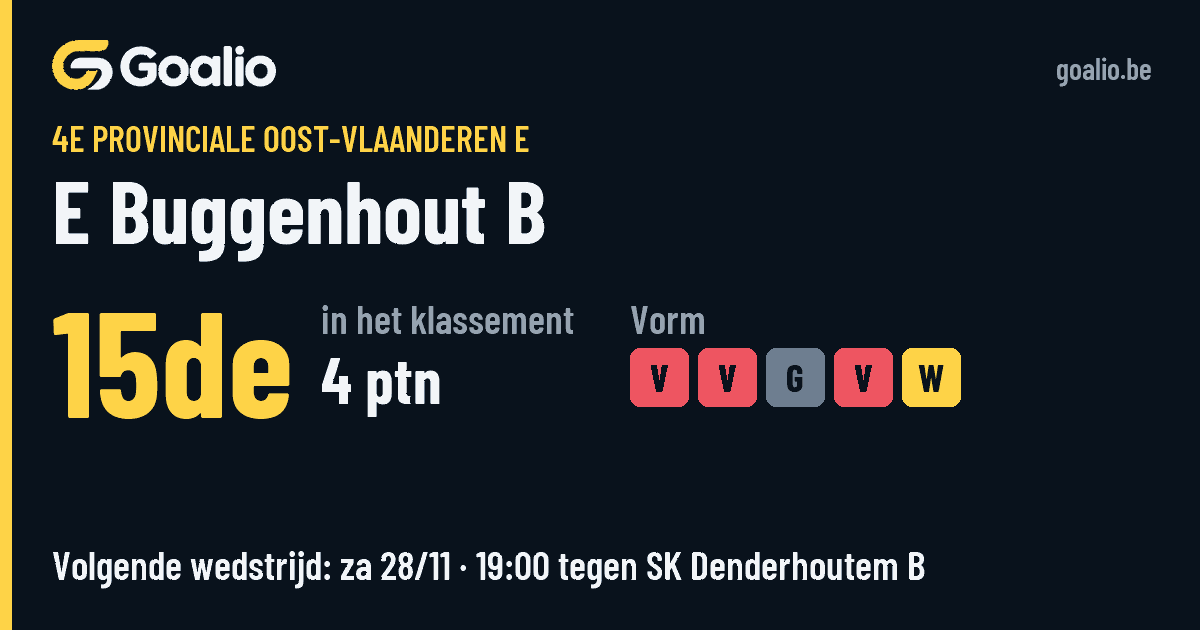 Goalio
goalio.be
4E PROVINCIALE OOST-VLAANDEREN E
E Buggenhout B
15de
in het klassement
4 ptn
Vorm
V V G V W
Volgende wedstrijd: za 28/11 · 19:00 tegen SK Denderhoutem B